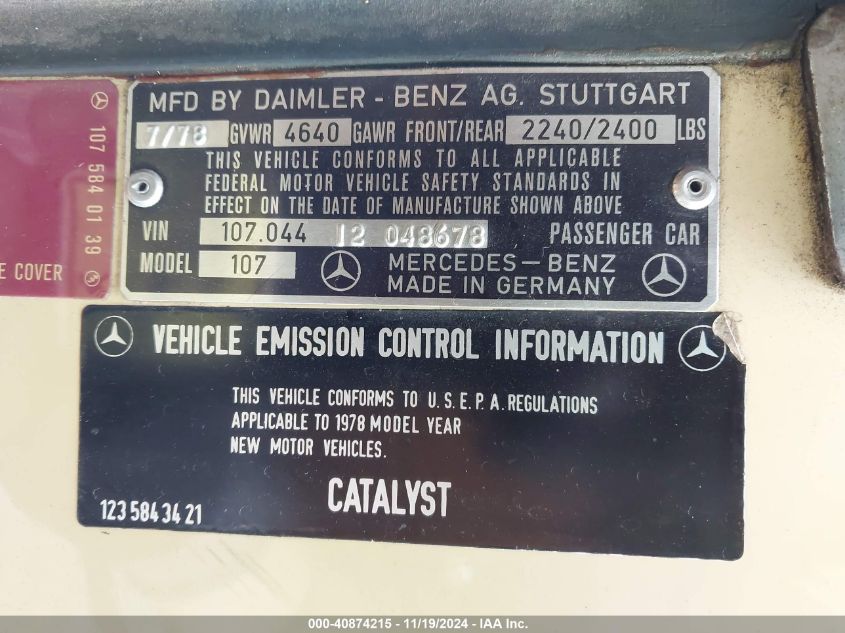 MFD BY DAIMLER - BENZ AG. STUTTGART
7/78 GVWR 4640 GAWR FRONT/REAR 2240/2400 LBS
THIS VEHICLE CONFORMS TO ALL APPLICABLE
FEDERAL MOTOR VEHICLE SAFETY STANDARDS IN
EFFECT ON THE DATE OF MANUFACTURE SHOWN ABOVE
VIN 107.044 12 048678 PASSENGER CAR
MODEL 107 MERCEDES-BENZ
MADE IN GERMANY
107 584 01 39
COVER
VEHICLE EMISSION CONTROL INFORMATION
THIS VEHICLE CONFORMS TO U.S.E.P.A. REGULATIONS
APPLICABLE TO 1978 MODEL YEAR
NEW MOTOR VEHICLES.
CATALYST
123 584 34 21
000-40874215 - 11/19/2024 - IAA Inc.